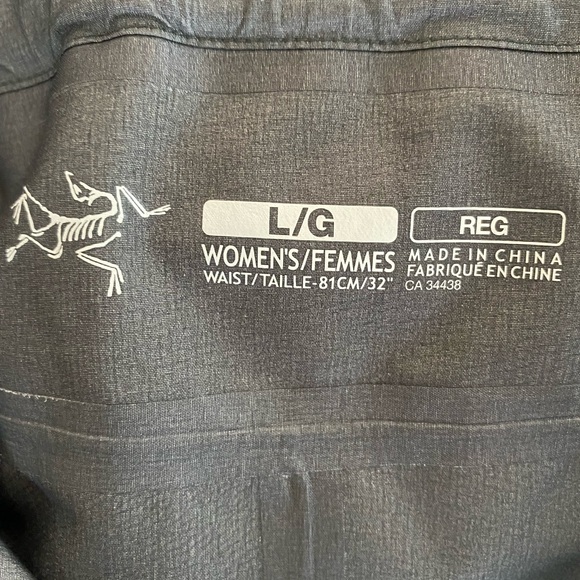 L/G
WOMEN'S/FEMMES
WAIST/TAILLE-81CM/32"
REG
MADE IN CHINA
FABRIQUÉ EN CHINE
CA 34438